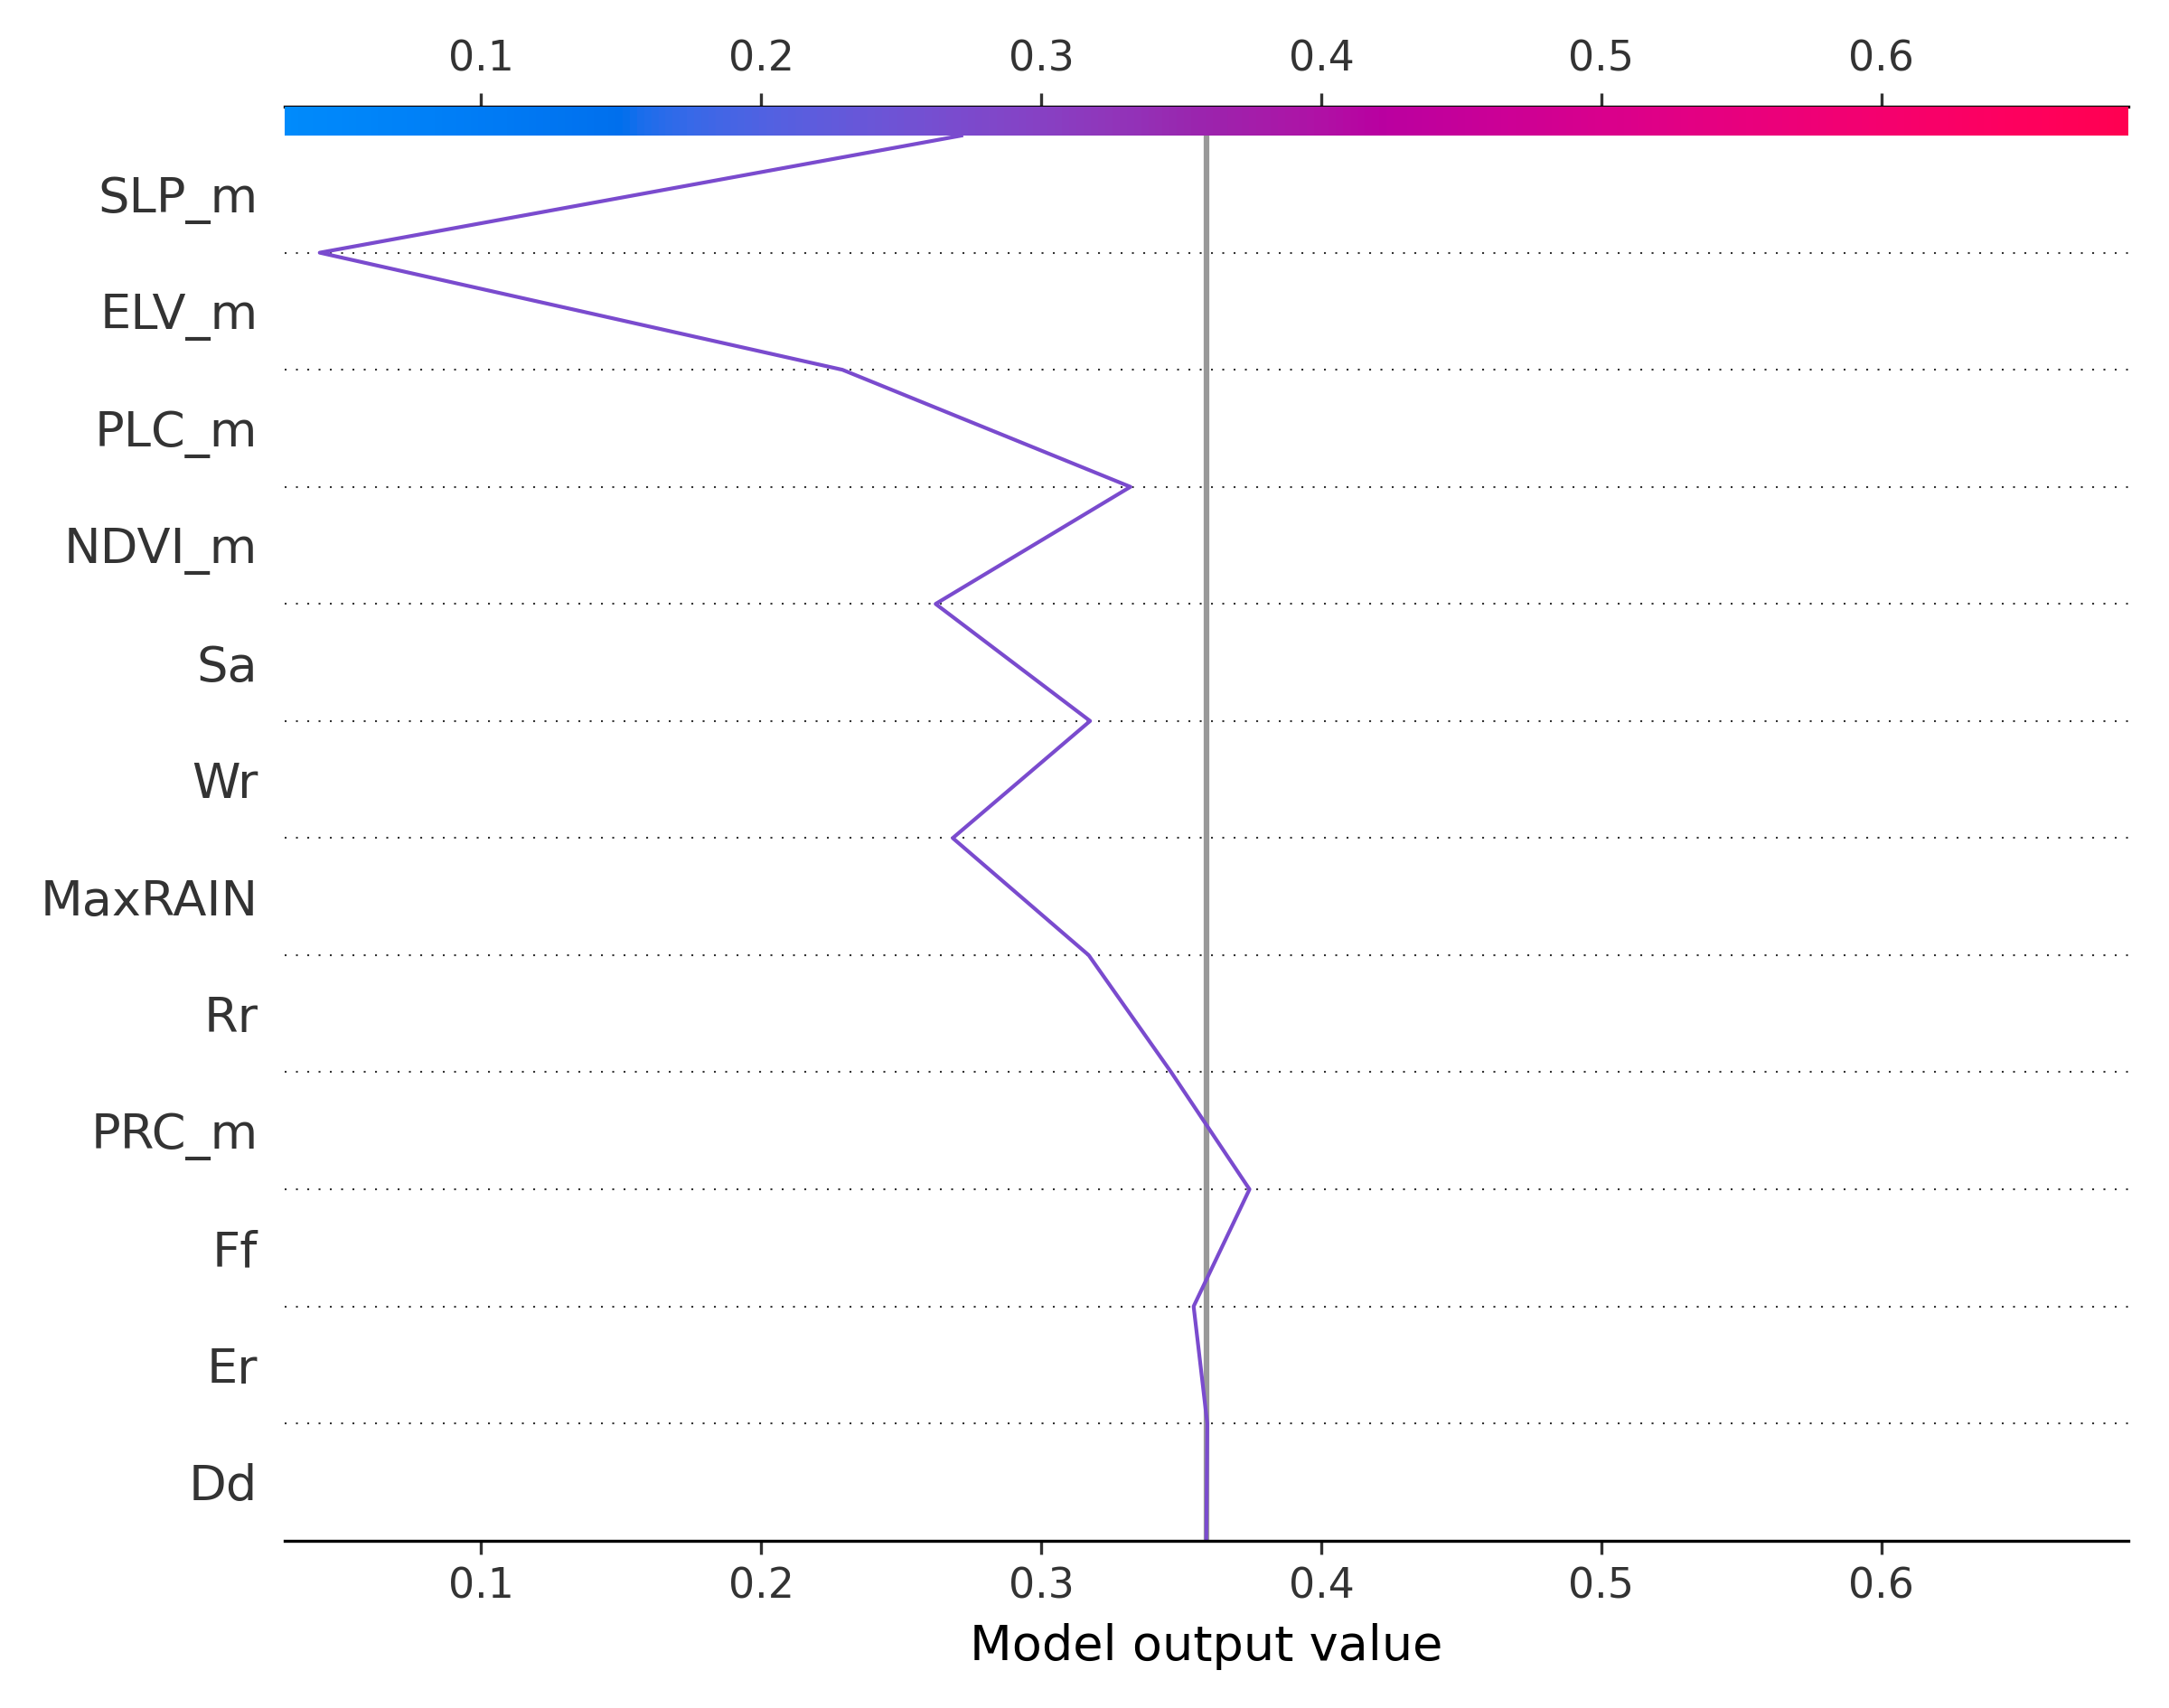 0.1 0.2 0.3 0.4 0.5 0.6
SLP_m
ELV_m
PLC_m
NDVI_m
Sa
Wr
MaxRAIN
Rr
PRC_m
Ff
Er
Dd
0.1 0.2 0.3 0.4 0.5 0.6
Model output value